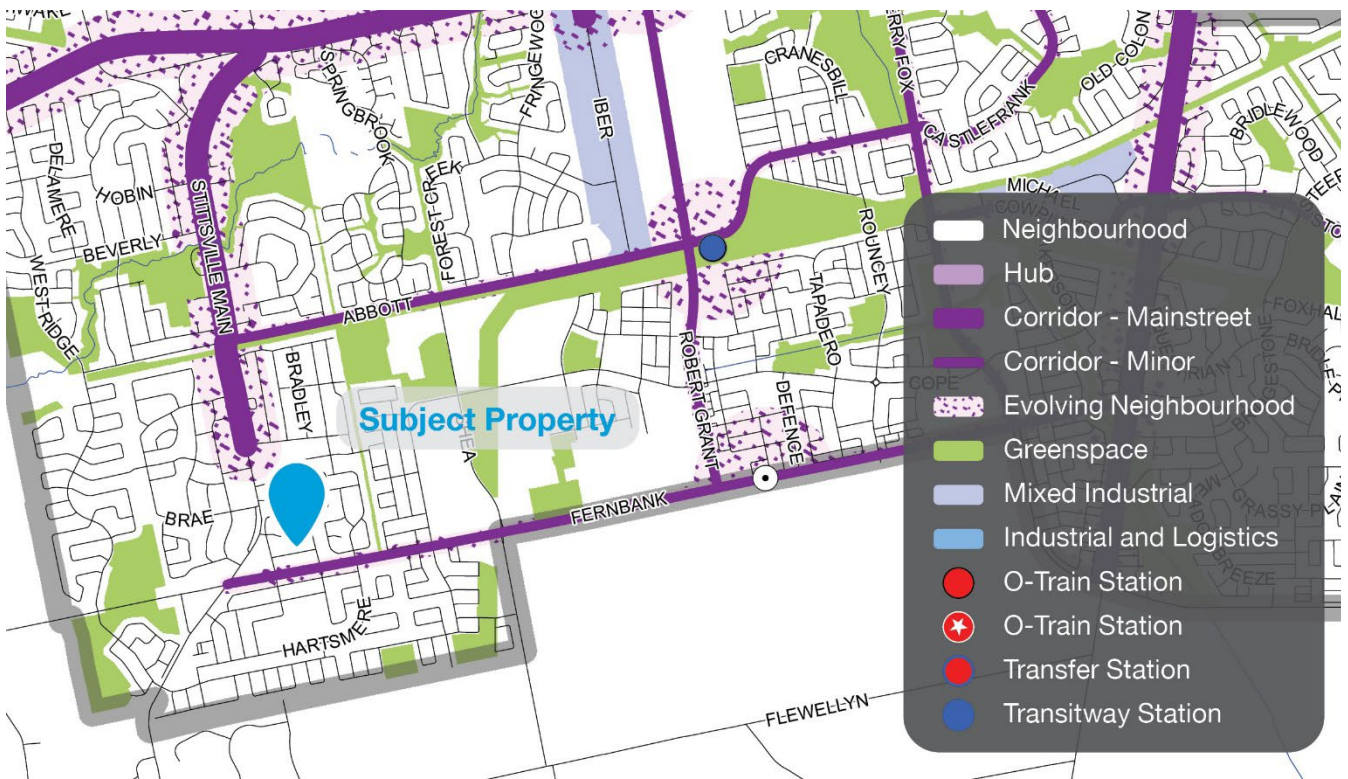 SPRINGBROOK
FRINGEWOOD
IBER
CRANESBILL
CASTLEFRANK
OLD COLON
BRIDLEWOOD
DELAMERE
HOBIN
BEVERLY
WEST RIDGE
STITTSVILLE MAIN
FOREST CREEK
ABBOTT
BRADLEY
ROBERT GRANT
TAPADERO
ROUNCEY
DEFENCE
MICHAEL
COPE
Subject Property
BRAE
FERNBANK
HARTSMERE
FLEWELLYN
Neighbourhood
Hub
Corridor - Mainstreet
Corridor - Minor
Evolving Neighbourhood
Greenspace
Mixed Industrial
Industrial and Logistics
O-Train Station
O-Train Station
Transfer Station
Transitway Station